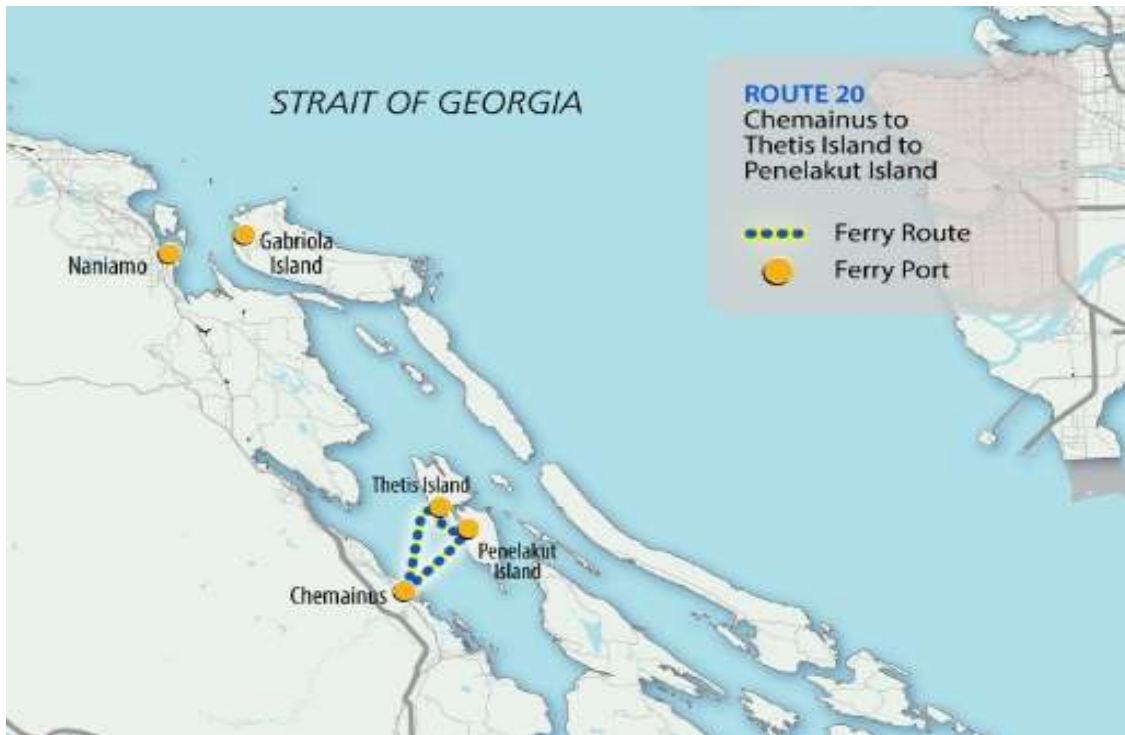 STRAIT OF GEORGIA
ROUTE 20
Chemainus to
Thetis Island to
Penelakut Island
Ferry Route
Ferry Port
Naniamo
Gabriola
Island
Thetis Island
Penelakut
Island
Chemainus